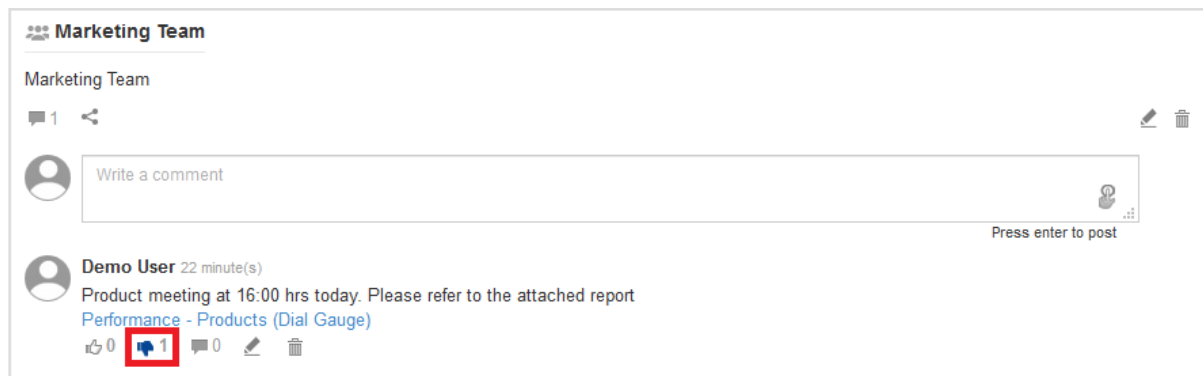 Marketing Team
Marketing Team
1
Write a comment
Press enter to post
Demo User 22 minute(s)
Product meeting at 16:00 hrs today. Please refer to the attached report
Performance - Products (Dial Gauge)
0 1 0